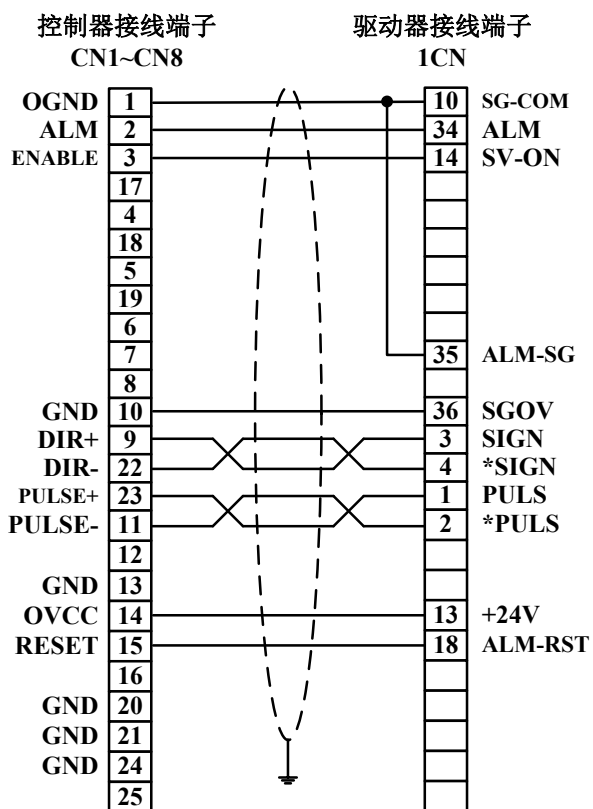 控制器接线端子 驱动器接线端子
CN1~CN8 1CN
OGND 1 10 SG-COM
ALM 2 34 ALM
ENABLE 3 14 SV-ON
17
4
18
5
19
6
7 35 ALM-SG
8
GND 10 36 SGOV
DIR+ 9 3 SIGN
DIR- 22 4 *SIGN
PULSE+ 23 1 PULS
PULSE- 11 2 *PULS
12
GND 13
OVCC 14 13 +24V
RESET 15 18 ALM-RST
16
GND 20
GND 21
GND 24
25